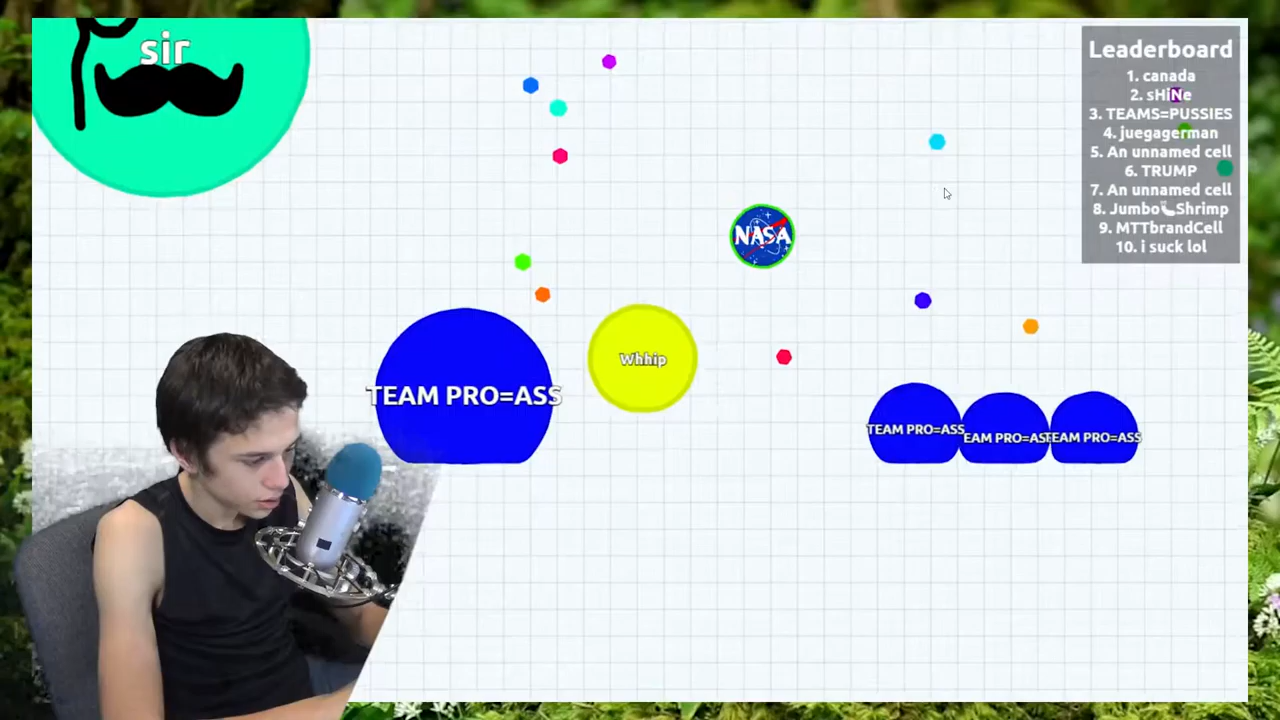 sir
NASA
Whhip
TEAM PRO=ASS
TEAM PRO=ASS
EAM PRO=AS
TEAM PRO=ASS
Leaderboard
1. canada
2. sHiNe
3. TEAMS=PUSSIES
4. juegagerman
5. An unnamed cell
6. TRUMP
7. An unnamed cell
8. Jumbo🦐Shrimp
9. MTTbrandCell
10. i suck lol